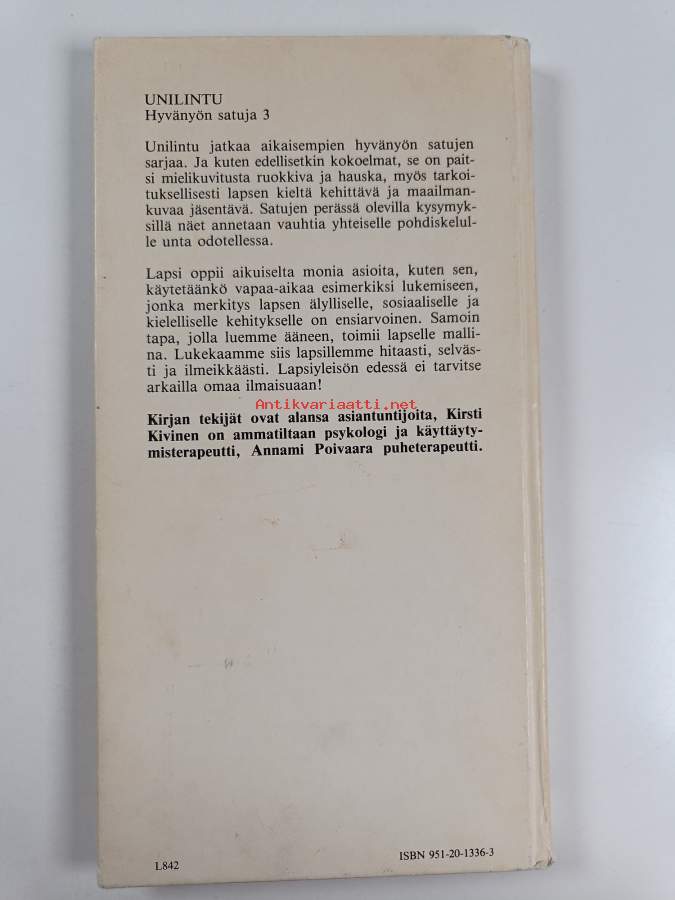 UNILINTU
Hyvänyön satuja 3
Unilintu jatkaa aikaisempien hyvänyön satujen
sarjaa. Ja kuten edellisetkin kokoelmat, se on pait-
si mielikuvitusta ruokkiva ja hauska, myös tarkoi-
tuksellisesti lapsen kieltä kehittävä ja maailman-
kuvaa jäsentävä. Satujen perässä olevilla kysymyk-
sillä näet annetaan vauhtia yhteiselle pohdiskelul-
le unta odotellessa.
Lapsi oppii aikuiselta monia asioita, kuten sen,
käytetäänkö vapaa-aikaa esimerkiksi lukemiseen,
jonka merkitys lapsen älylliselle, sosiaaliselle ja
kielelliselle kehitykselle on ensiarvoinen. Samoin
tapa, jolla luemme ääneen, toimii lapselle malli-
na. Lukekaamme siis lapsillemme hitaasti, selväs-
ti ja ilmeikkäästi. Lapsiyleisön edessä ei tarvitse
arkailla omaa ilmaisuaan!
Antikvariaatti.net
Kirjan tekijät ovat alansa asiantuntijoita, Kirsti
Kivinen on ammatiltaan psykologi ja käyttäyty-
misterapeutti, Annami Poivaara puheterapeutti.
L842
ISBN 951-20-1336-3